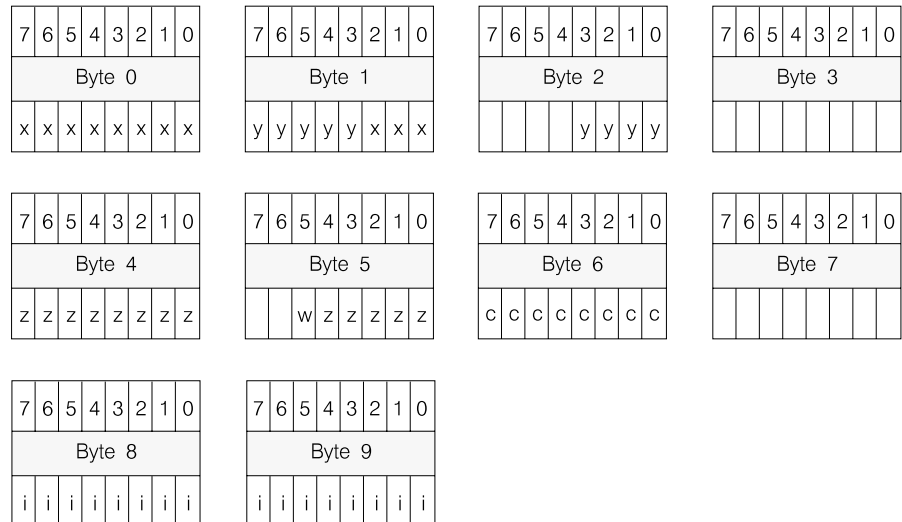 7 6 5 4 3 2 1 0 7 6 5 4 3 2 1 0 7 6 5 4 3 2 1 0 7 6 5 4 3 2 1 0
Byte 0 Byte 1 Byte 2 Byte 3
x x x x x x x x y y y y y x x x y y y y
7 6 5 4 3 2 1 0 7 6 5 4 3 2 1 0 7 6 5 4 3 2 1 0 7 6 5 4 3 2 1 0
Byte 4 Byte 5 Byte 6 Byte 7
z z z z z z z z w z z z z z c c c c c c c c
7 6 5 4 3 2 1 0 7 6 5 4 3 2 1 0
Byte 8 Byte 9
i i i i i i i i i i i i i i i i